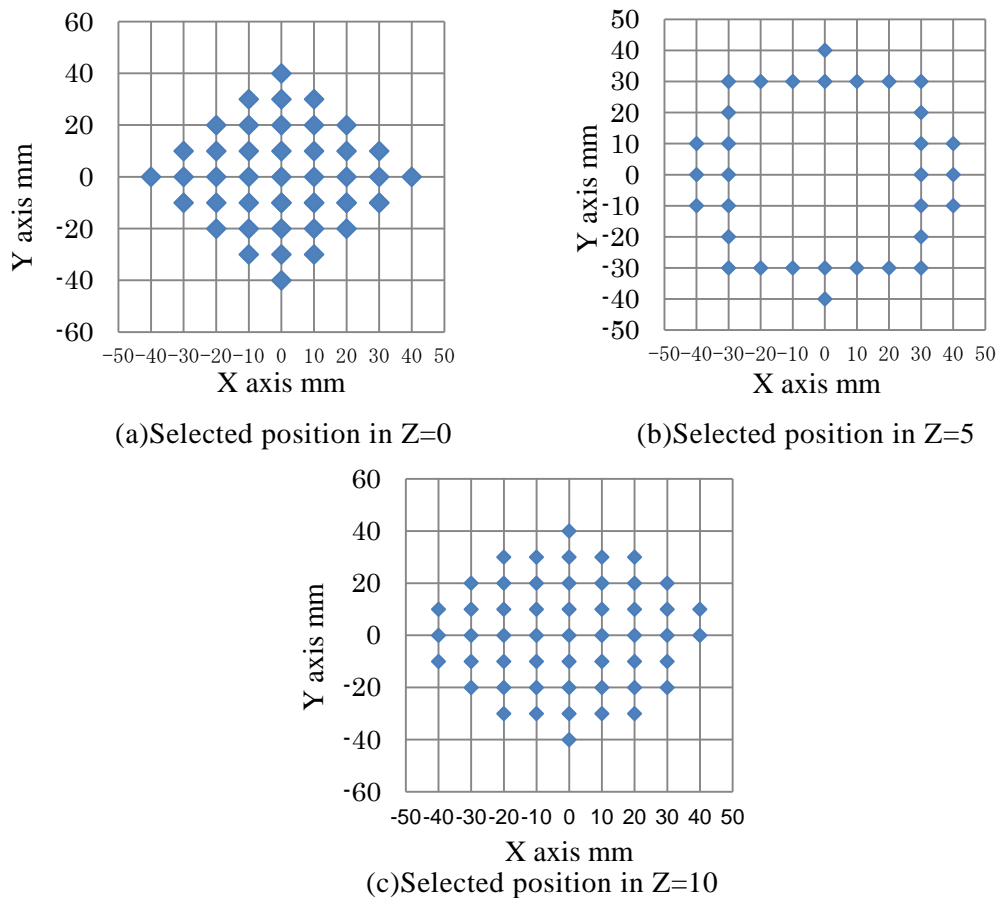 60
40
20
0
-20
-40
-60
Y axis mm
-50-40-30-20-10 0 10 20 30 40 50
X axis mm
(a)Selected position in Z=0
50
40
30
20
10
0
-10
-20
-30
-40
-50
Y axis mm
-50 -40 -30 -20 -10 0 10 20 30 40 50
X axis mm
(b)Selected position in Z=5
60
40
20
0
-20
-40
-60
Y axis mm
-50 -40 -30 -20 -10 0 10 20 30 40 50
X axis mm
(c)Selected position in Z=10